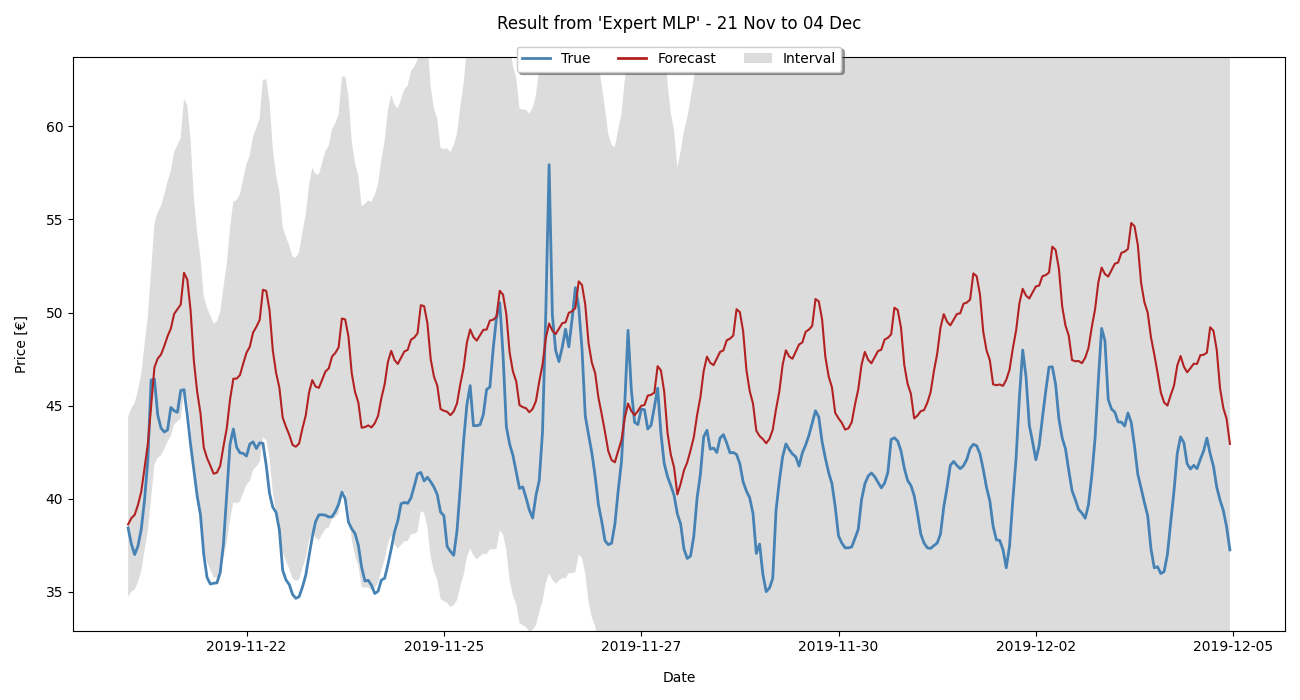 Result from 'Expert MLP' - 21 Nov to 04 Dec
True Forecast Interval
60
55
50
45
40
35
Price [€]
2019-11-22 2019-11-25 2019-11-27 2019-11-30 2019-12-02 2019-12-05
Date